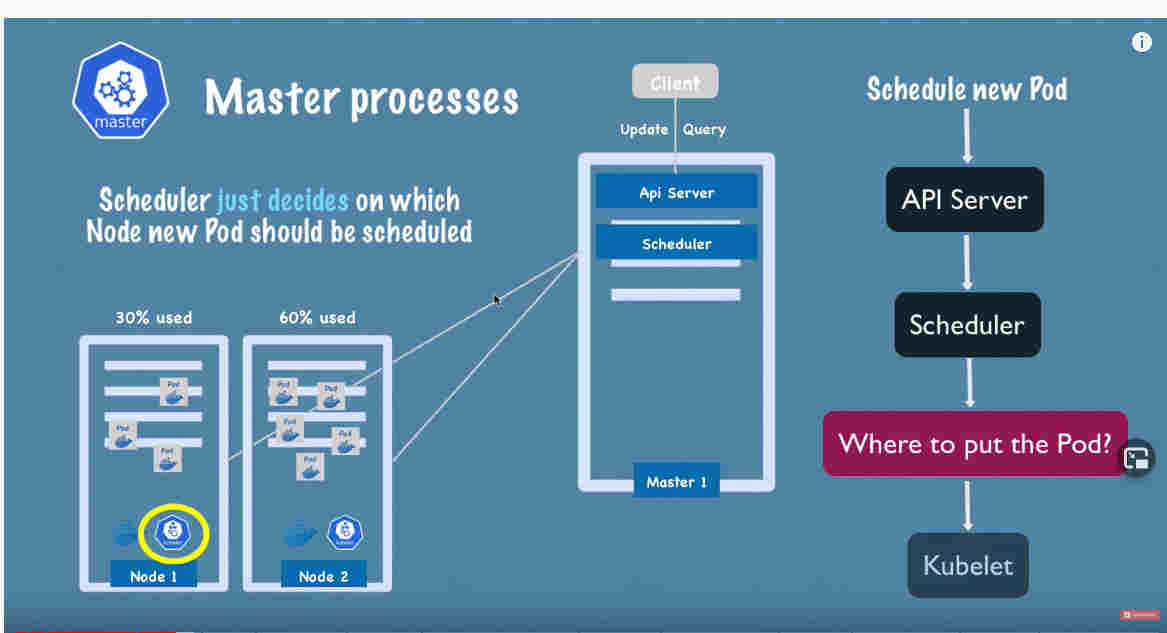 master
Master processes
Scheduler just decides on which
Node new Pod should be scheduled
30% used
60% used
Pod
Pod
Pod
Pod
Pod
Pod
Pod
Pod
Node 1
Node 2
Client
Update
Query
Api Server
Scheduler
Master 1
Schedule new Pod
API Server
Scheduler
Where to put the Pod?
Kubelet